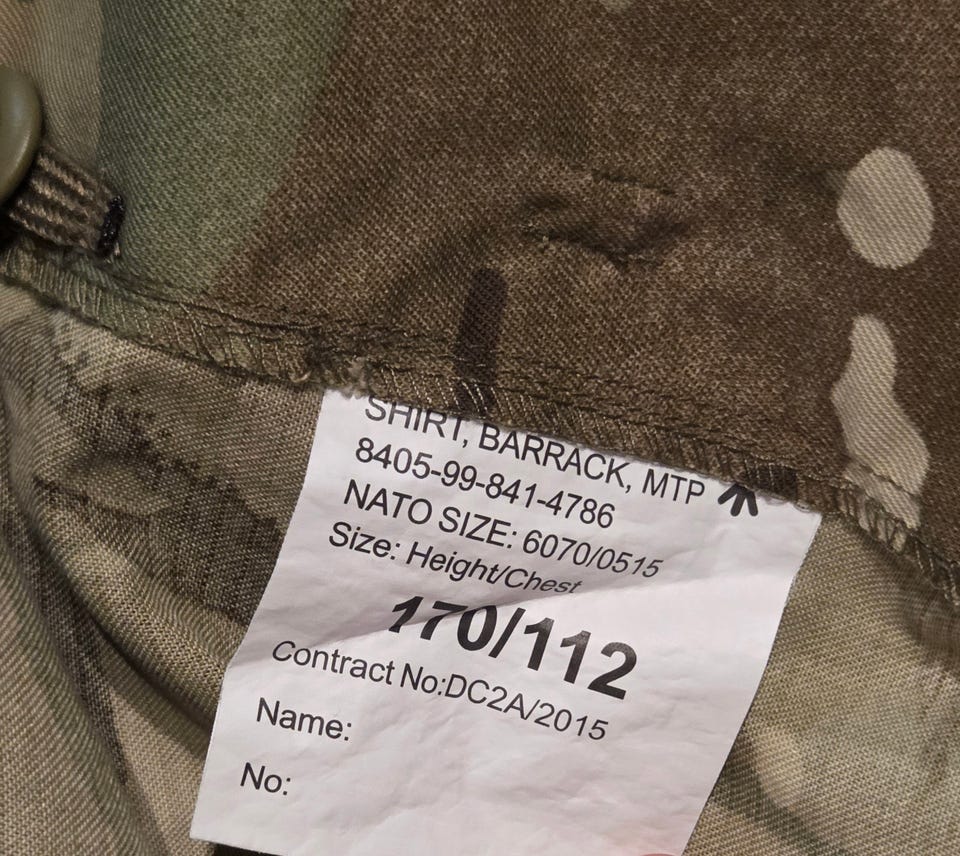 SHIRT, BARRACK, MTP
8405-99-841-4786
NATO SIZE: 6070/0515
Size: Height/Chest
170/112
Contract No:DC2A/2015
Name:
No: